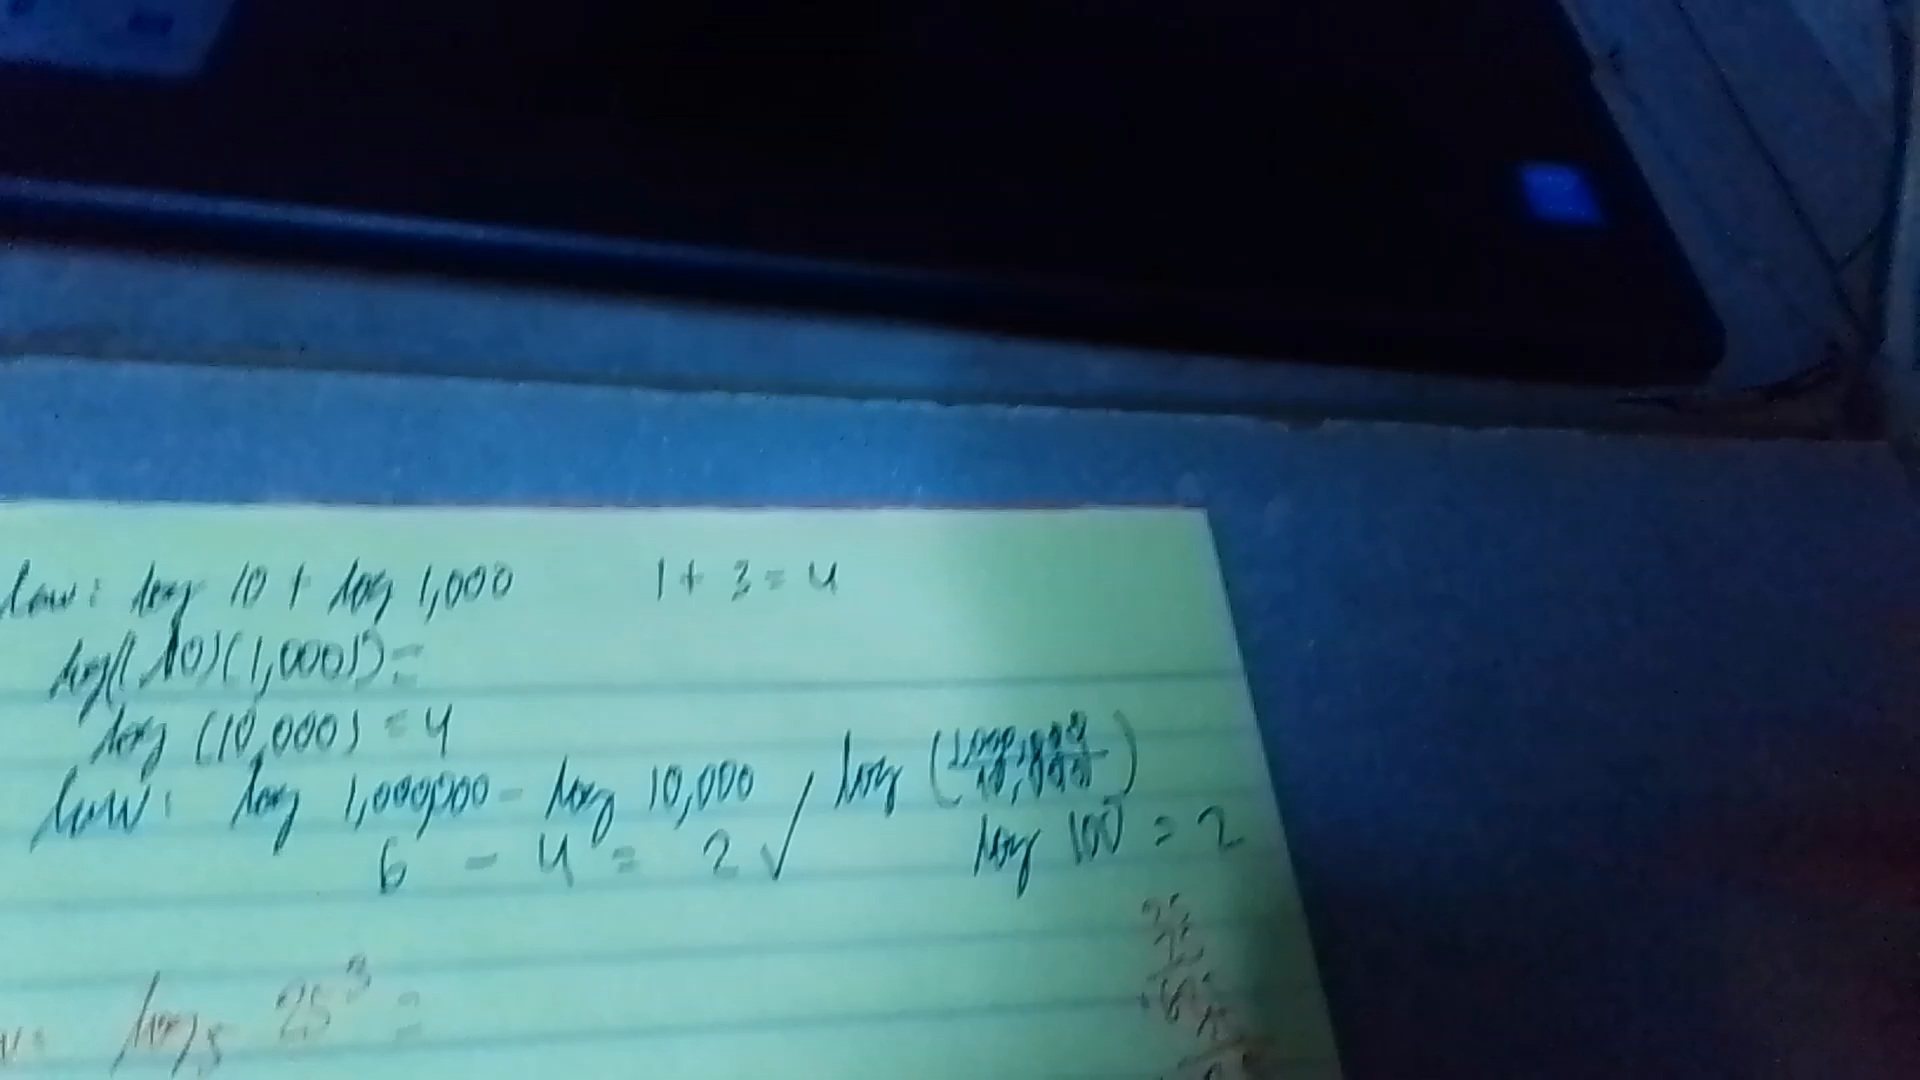 law: log 10 + log 1,000 1 + 3 = 4
log((10)(1,000)) =
log (10,000) = 4
law: log 1,000,000 - log 10,000 / log (1,000,000/10,000)
6 - 4 = 2 √ log 100 = 2
log₅ 25³ =
25